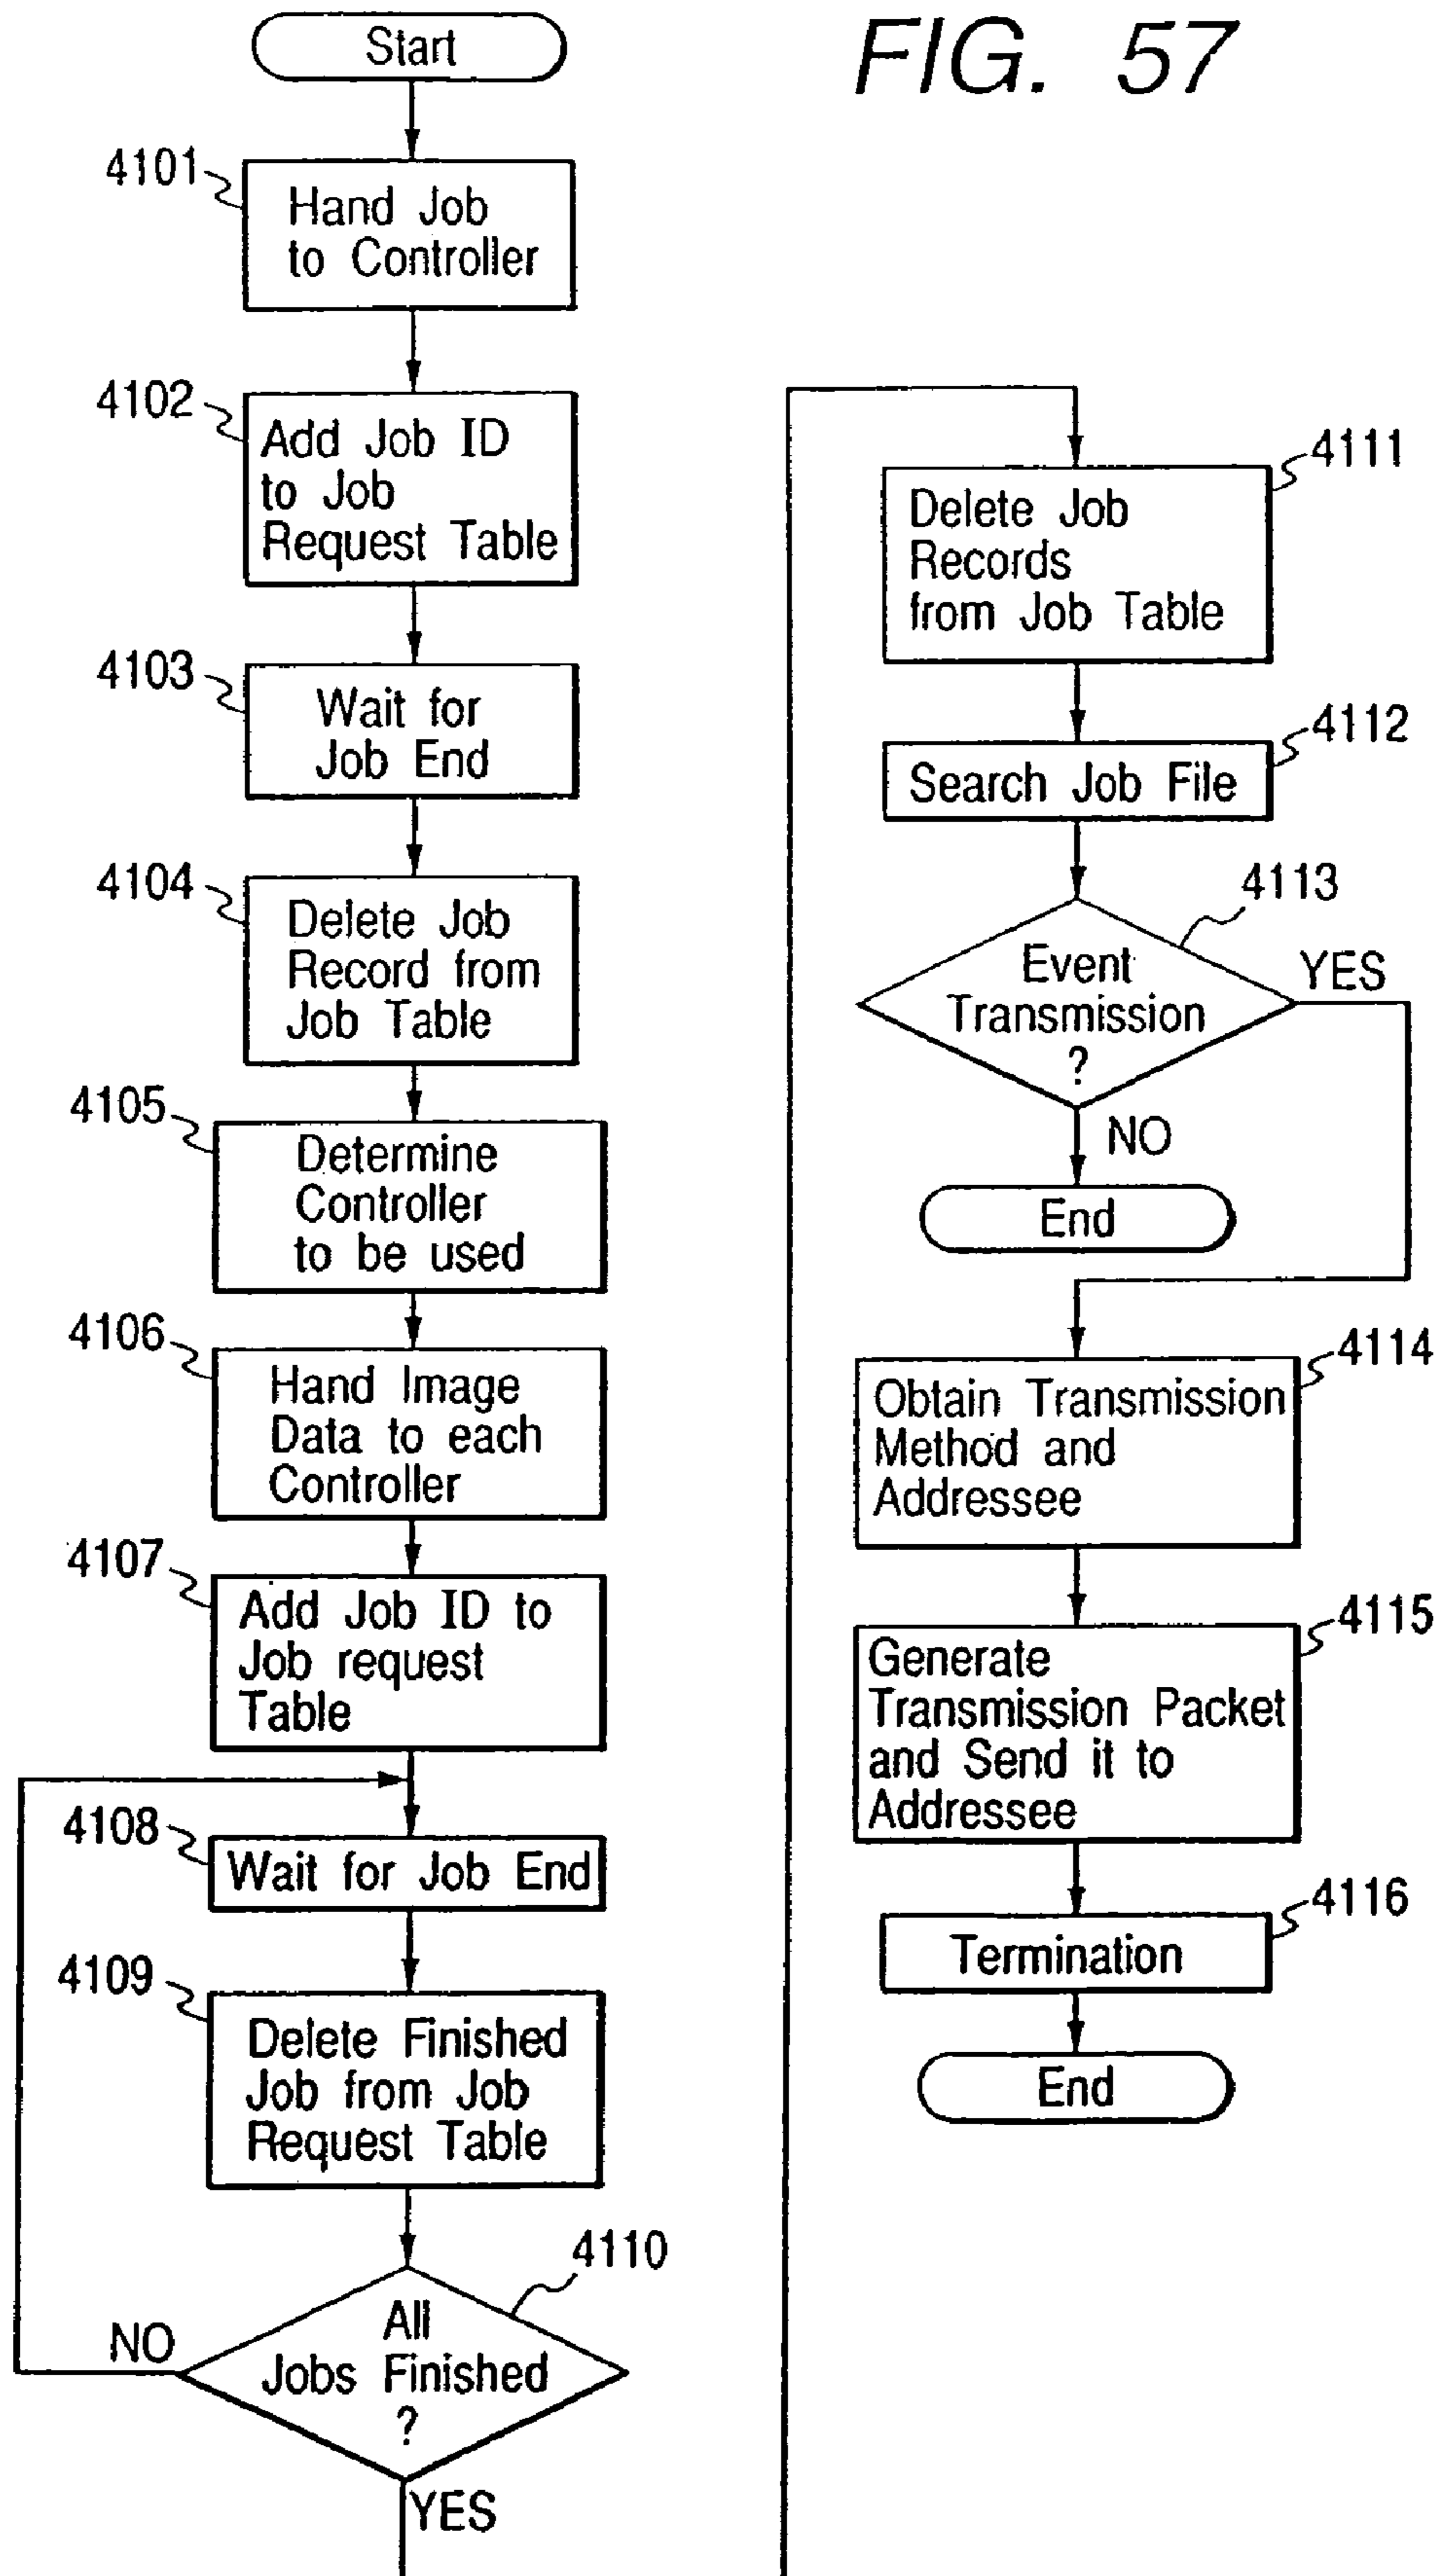 FIG. 57
Start
4101
Hand Job
to Controller
4102
Add Job ID
to Job
Request Table
4103
Wait for
Job End
4104
Delete Job
Record from
Job Table
4105
Determine
Controller
to be used
4106
Hand Image
Data to each
Controller
4107
Add Job ID to
Job request
Table
4108
Wait for Job End
4109
Delete Finished
Job from Job
Request Table
4110
All
Jobs Finished
?
NO
YES
4111
Delete Job
Records
from Job Table
4112
Search Job File
4113
Event
Transmission
?
YES
NO
End
4114
Obtain Transmission
Method and
Addressee
4115
Generate
Transmission Packet
and Send it to
Addressee
4116
Termination
End